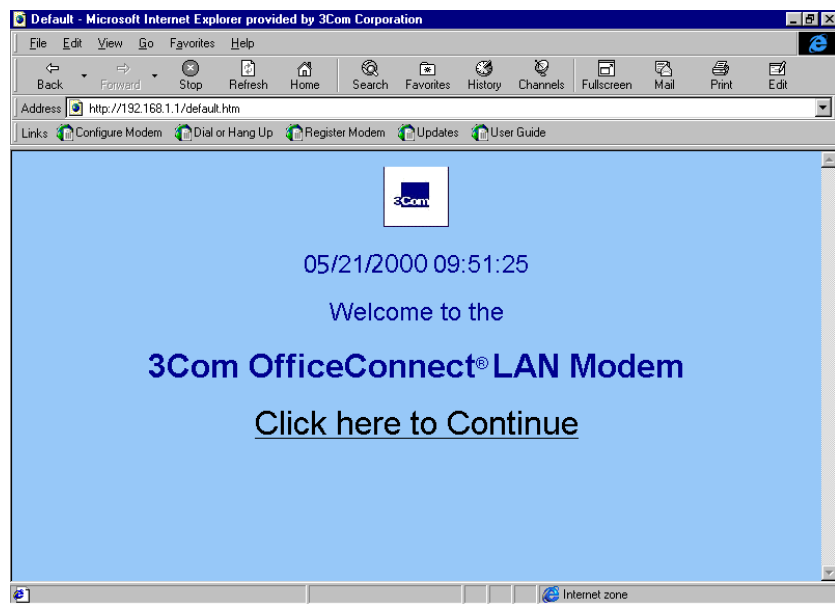 Default - Microsoft Internet Explorer provided by 3Com Corporation
File Edit View Go Favorites Help
Back Forward Stop Refresh Home Search Favorites History Channels Fullscreen Mail Print Edit
Address http://192.168.1.1/default.htm
Links Configure Modem Dial or Hang Up Register Modem Updates User Guide
3Com
05/21/2000 09:51:25
Welcome to the
3Com OfficeConnect® LAN Modem
Click here to Continue
Internet zone